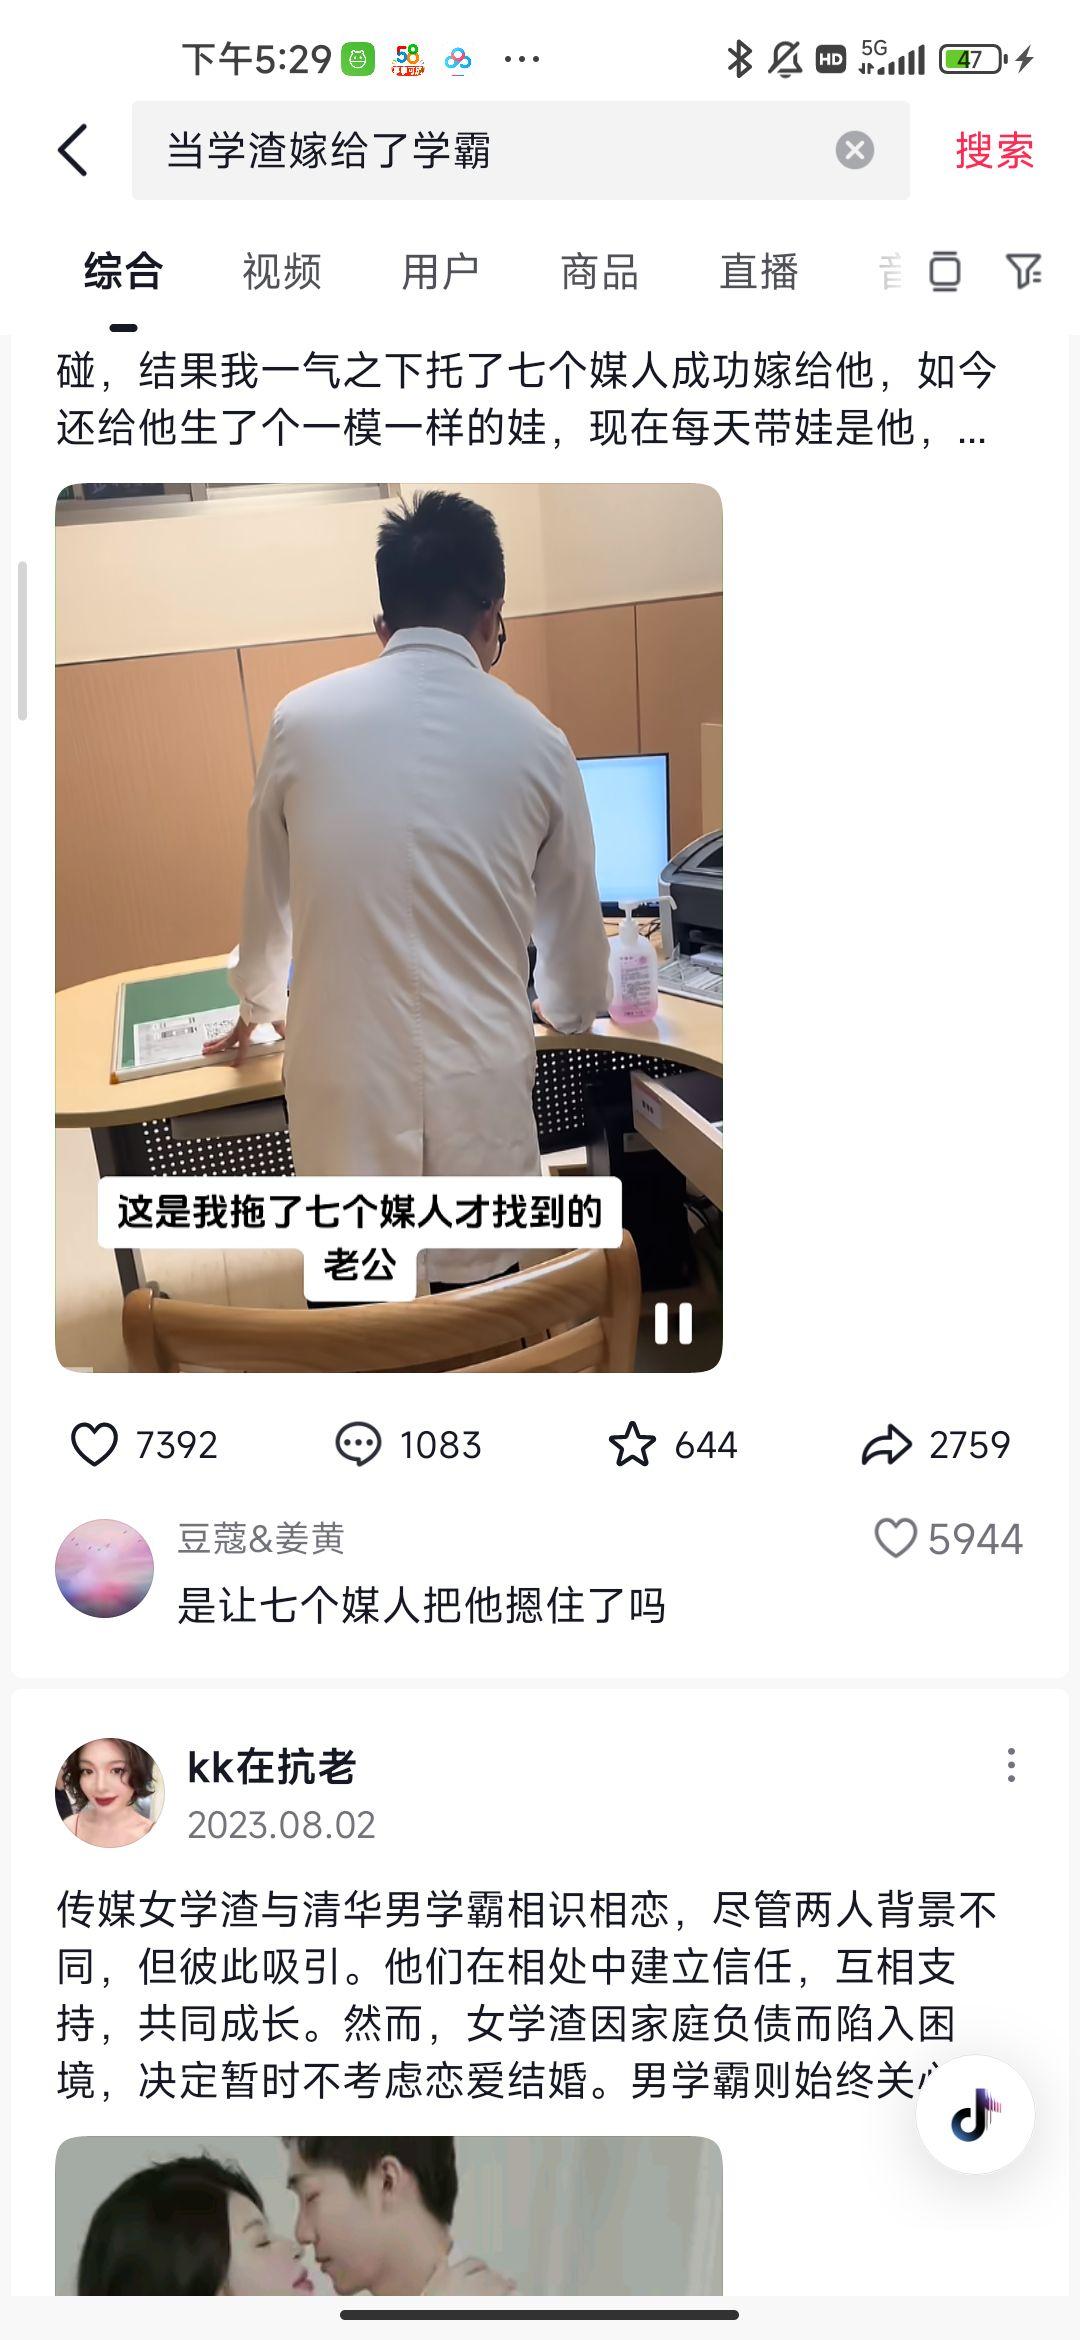 下午5:29
58
HD
5G
47
当学渣嫁给了学霸
搜索
综合
视频
用户
商品
直播
碰，结果我一气之下托了七个媒人成功嫁给他，如今
还给他生了个一模一样的娃，现在每天带娃是他，...
这是我拖了七个媒人才找到的
老公
7392
1083
644
2759
豆蔻&姜黄
5944
是让七个媒人把他摁住了吗
kk在抗老
2023.08.02
传媒女学渣与清华男学霸相识相恋，尽管两人背景不
同，但彼此吸引。他们在相处中建立信任，互相支
持，共同成长。然而，女学渣因家庭负债而陷入困
境，决定暂时不考虑恋爱结婚。男学霸则始终关